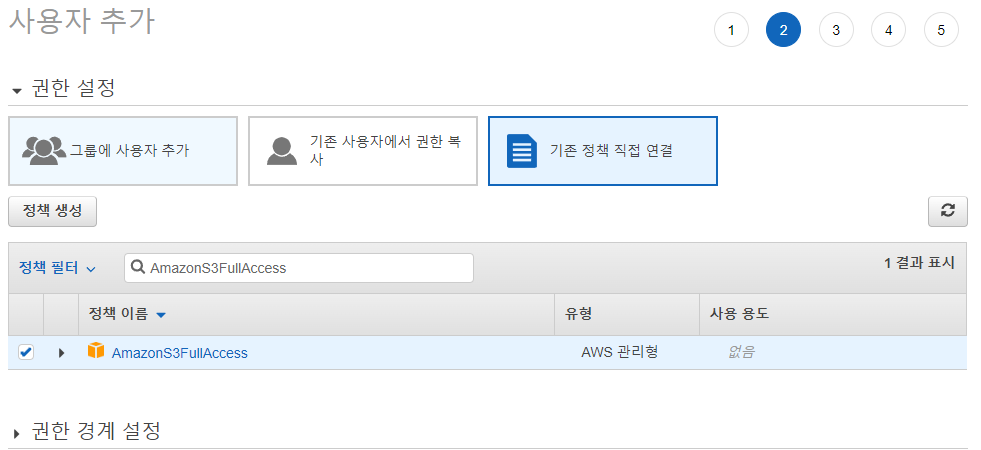 사용자 추가
1 2 3 4 5
권한 설정
그룹에 사용자 추가
기존 사용자에서 권한 복
사
기존 정책 직접 연결
정책 생성
정책 필터
AmazonS3FullAccess
1 결과 표시
정책 이름 유형 사용 용도
AmazonS3FullAccess AWS 관리형 없음
권한 경계 설정